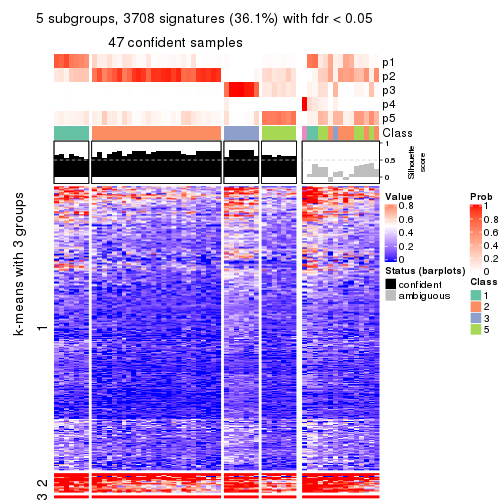 5 subgroups, 3708 signatures (36.1%) with fdr < 0.05
47 confident samples
p1
p2
p3
p4
p5
Class
1
0.5
0
Silhouette
score
k-means with 3 groups
1
2
3
Value
0.8
0.6
0.4
0.2
0
Status (barplots)
confident
ambiguous
Prob
1
0.8
0.6
0.4
0.2
0
Class
1
2
3
5